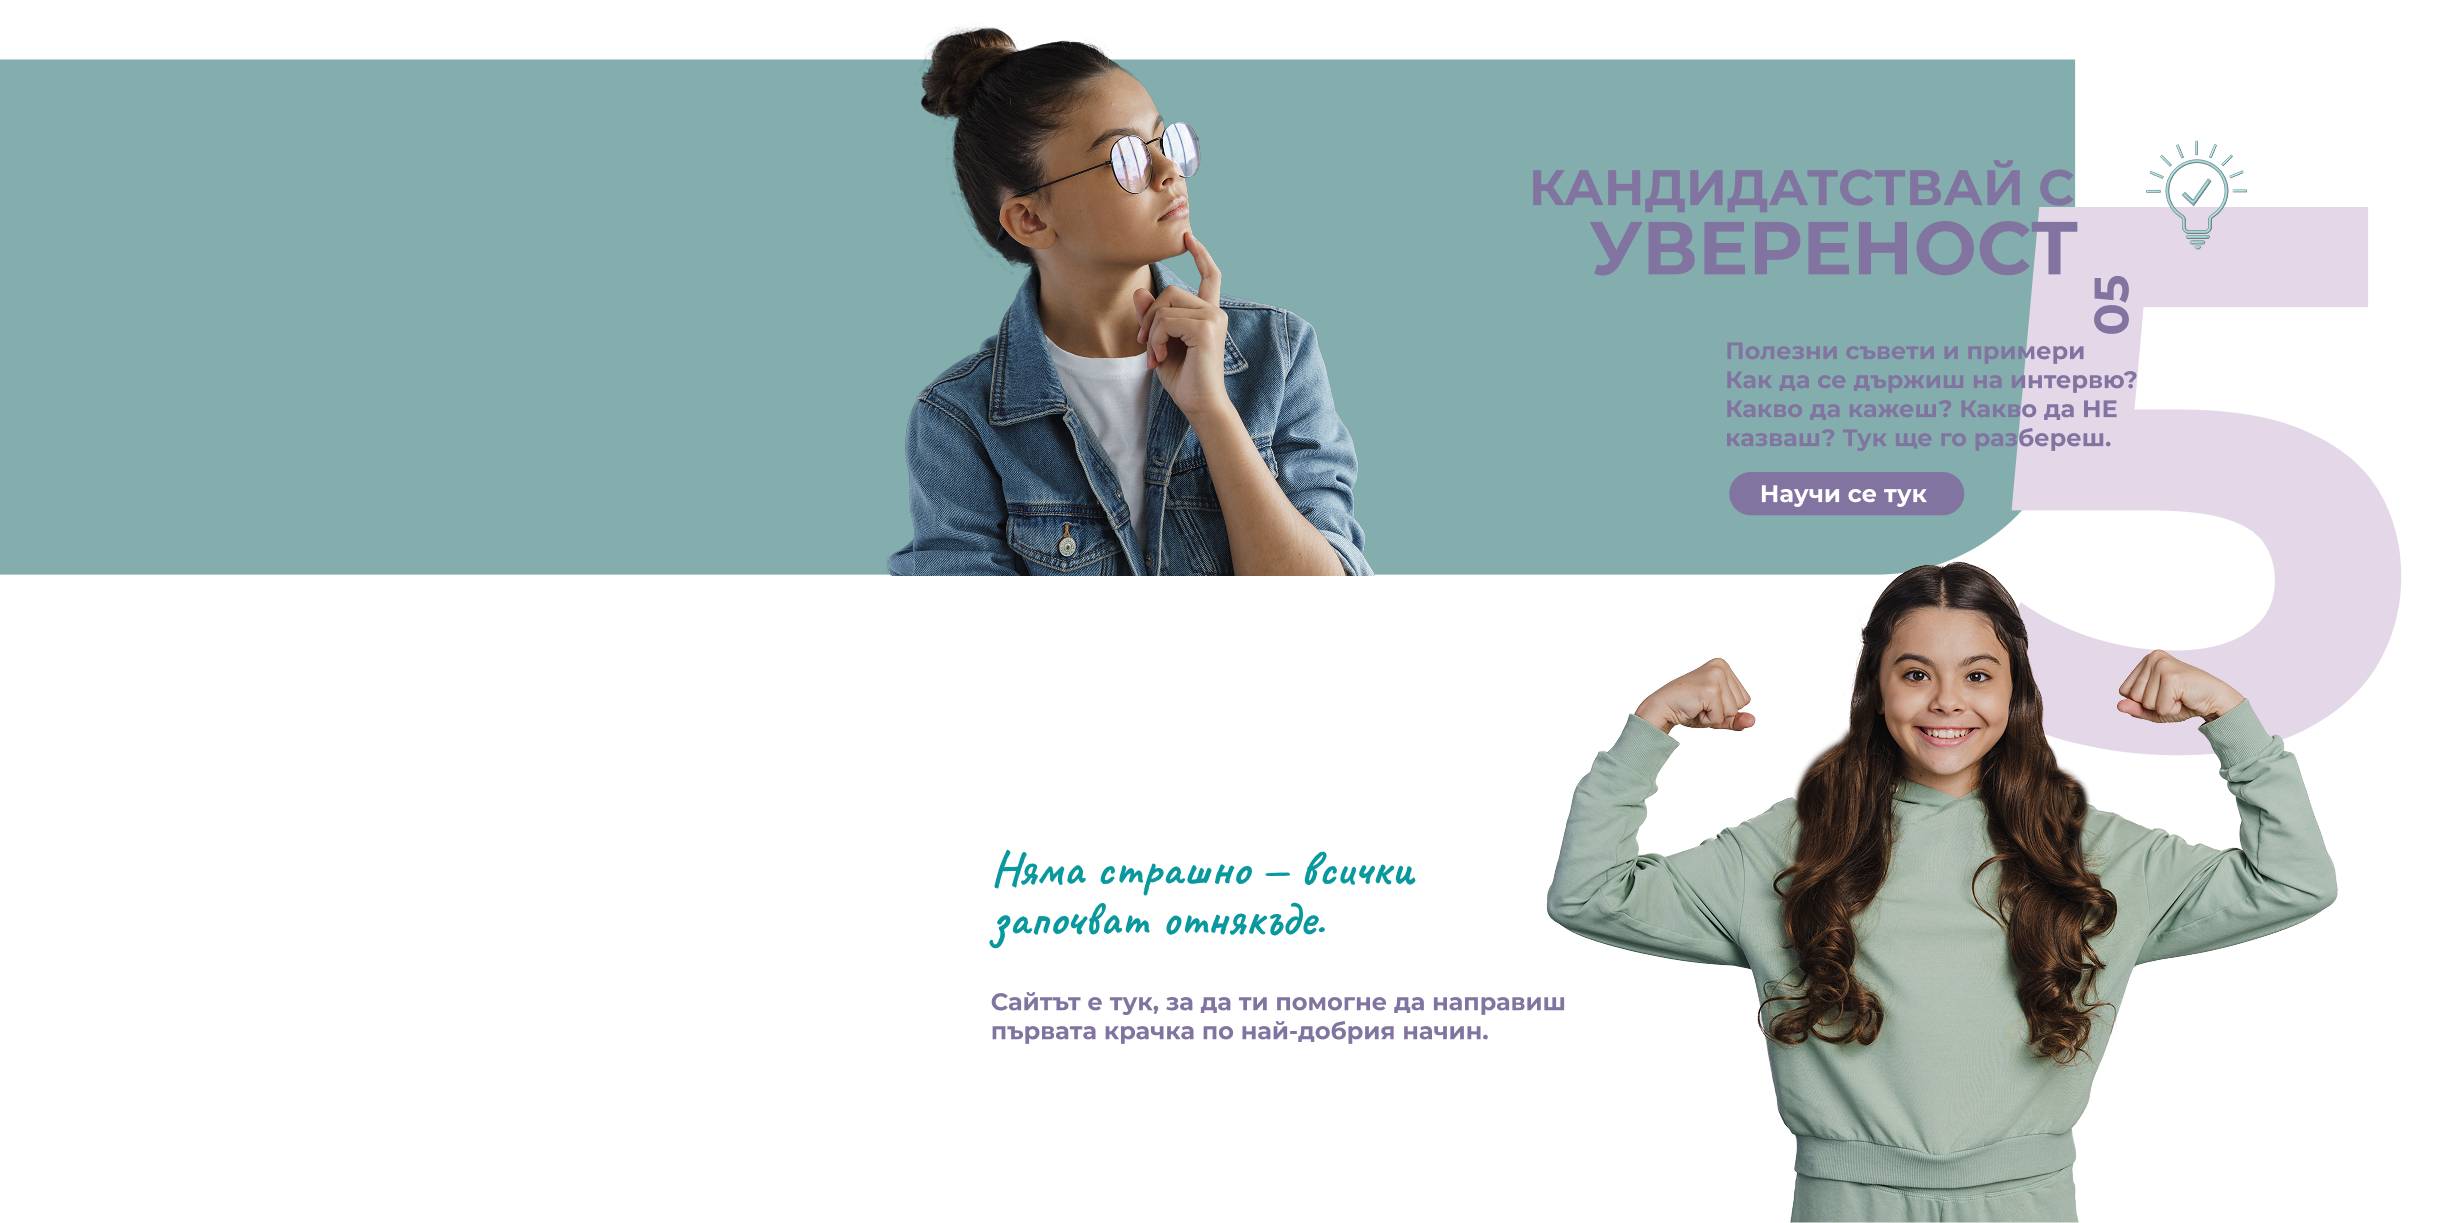 КАНДИДАТСТВАЙ С
УВЕРЕНОСТ
05
5
Полезни съвети и примери
Как да се държиш на интервю?
Какво да кажеш? Какво да НЕ
казваш? Тук ще го разбереш.
Научи се тук
Няма страшно – всички
започват отнякъде.
Сайтът е тук, за да ти помогне да направиш
първата крачка по най-добрия начин.